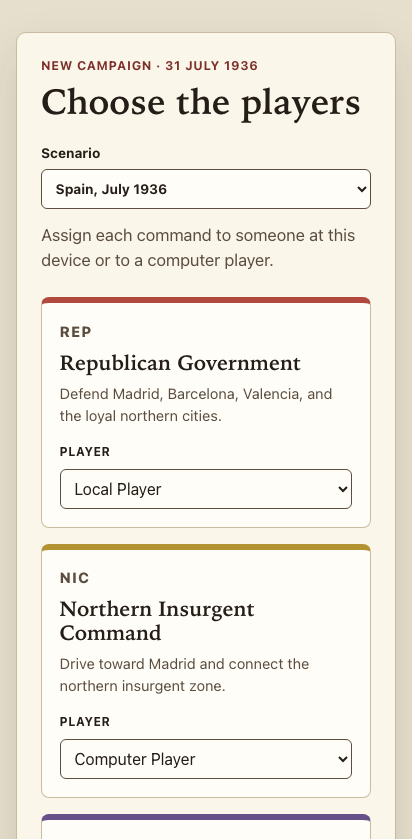 NEW CAMPAIGN · 31 JULY 1936
Choose the players
Scenario
Spain, July 1936
Assign each command to someone at this
device or to a computer player.
REP
Republican Government
Defend Madrid, Barcelona, Valencia, and
the loyal northern cities.
PLAYER
Local Player
NIC
Northern Insurgent
Command
Drive toward Madrid and connect the
northern insurgent zone.
PLAYER
Computer Player